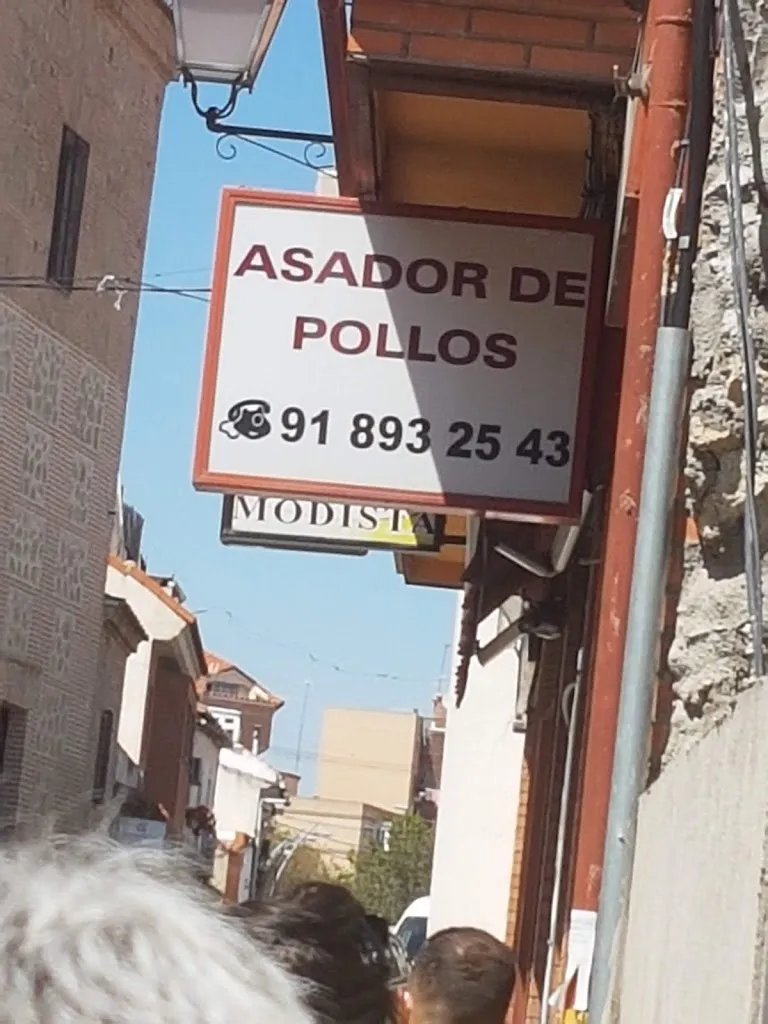 ASADOR DE
POLLOS
91 893 25 43
MODISTA